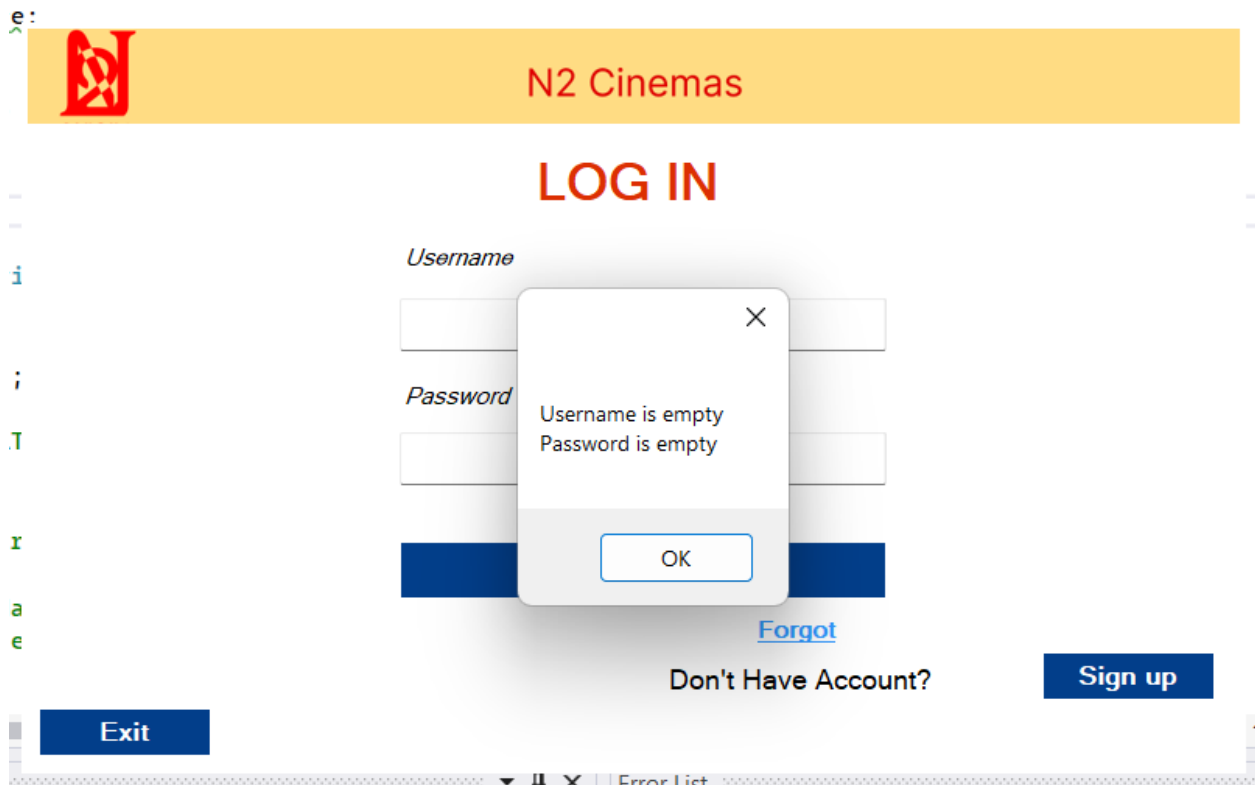 e:
N2 Cinemas
LOG IN
Username
i
;
Password
Username is empty
Password is empty
T
r
OK
a
e
Forgot
Don't Have Account?
Sign up
Exit
Error List